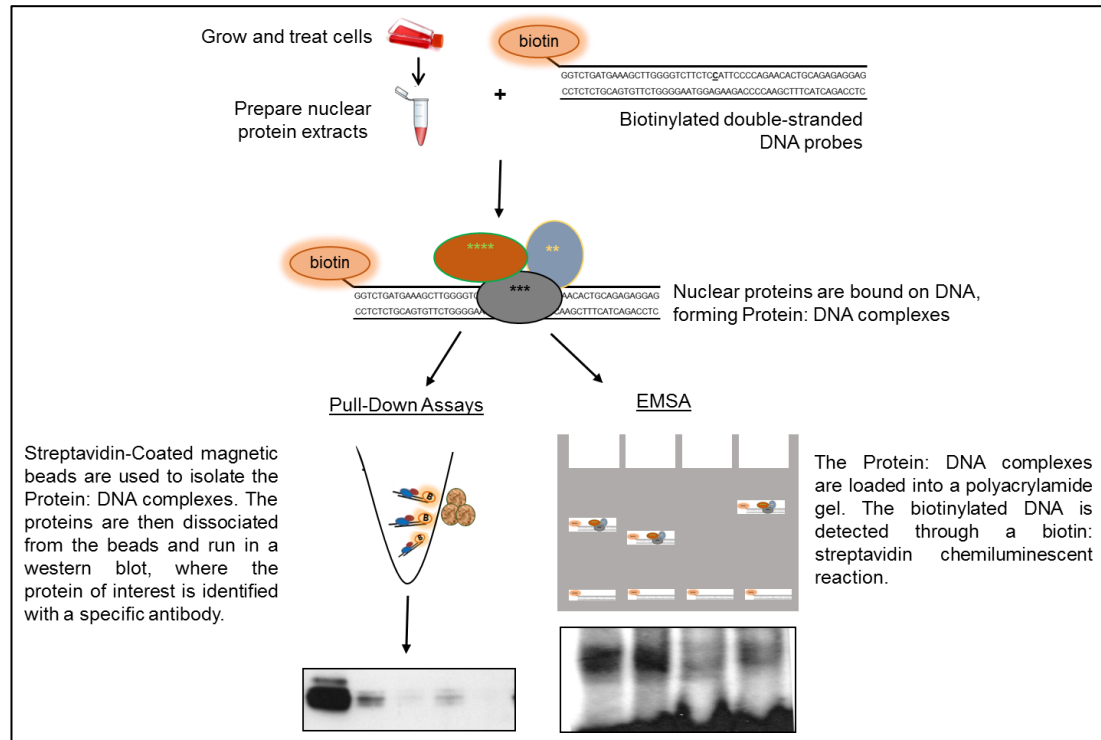 Grow and treat cells
biotin
GGTCTGATGAAAGCTTGGGGTCTTCTCCATTCCCCAGAACACTGCAGAGAGGAG
CCTCTCTGCAGTGTTCTGGGGAATGGAGAAGACCCCAAGCTTTCATCAGACCTC
+
Prepare nuclear
protein extracts
Biotinylated double-stranded
DNA probes
****
**
biotin
***
GGTCTGATGAAAGCTTGGGGTC
AACACTGCAGAGAGGAG
CCTCTCTGCAGTGTTCTGGGGAA
CAAGCTTTCATCAGACCTC
Nuclear proteins are bound on DNA,
forming Protein: DNA complexes
Pull-Down Assays
EMSA
Streptavidin-Coated magnetic
beads are used to isolate the
Protein: DNA complexes. The
proteins are then dissociated
from the beads and run in a
western blot, where the
protein of interest is identified
with a specific antibody.
B
B
B
The Protein: DNA complexes
are loaded into a polyacrylamide
gel. The biotinylated DNA is
detected through a biotin:
streptavidin chemiluminescent
reaction.